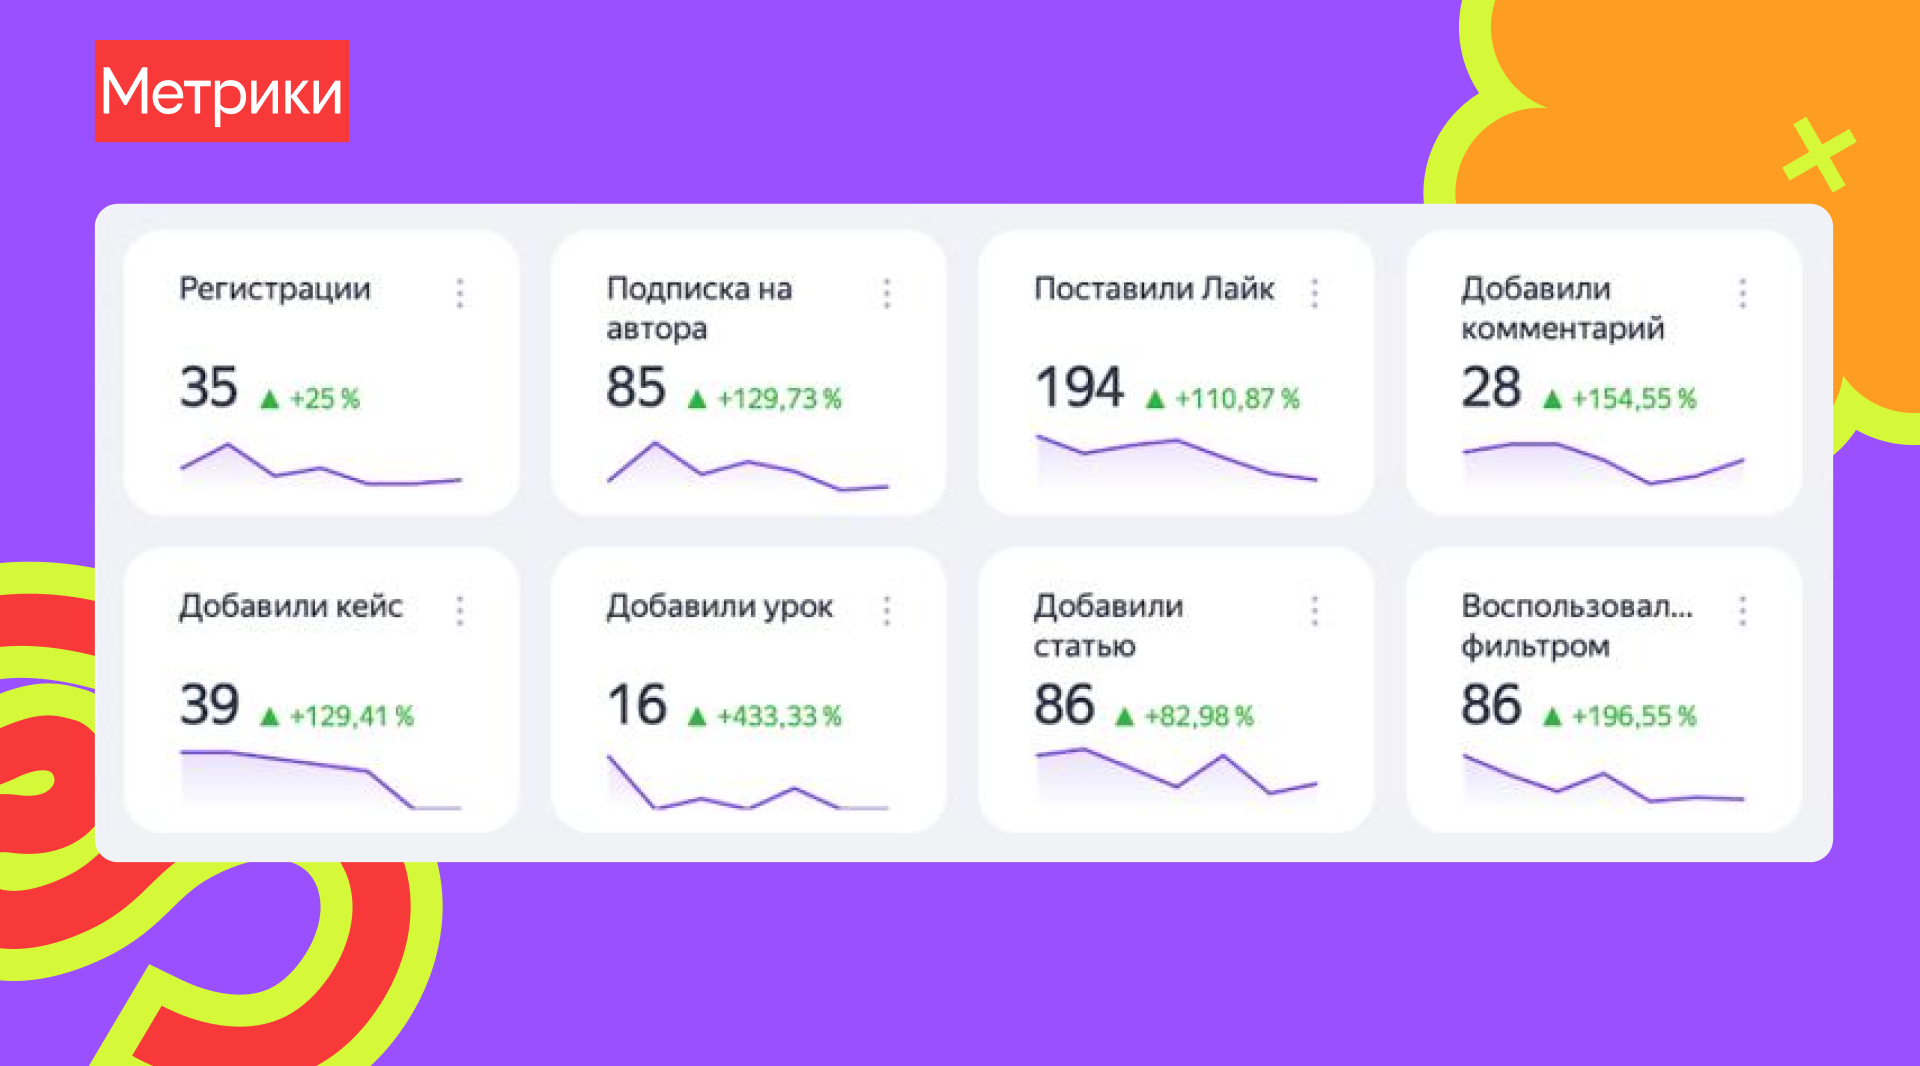 Метрики
Регистрации
35 ▲ +25 %
Подписка на
автора
85 ▲ +129,73 %
Поставили Лайк
194 ▲ +110,87 %
Добавили
комментарий
28 ▲ +154,55 %
Добавили кейс
39 ▲ +129,41 %
Добавили урок
16 ▲ +433,33 %
Добавили
статью
86 ▲ +82,98 %
Воспользовал...
фильтром
86 ▲ +196,55 %